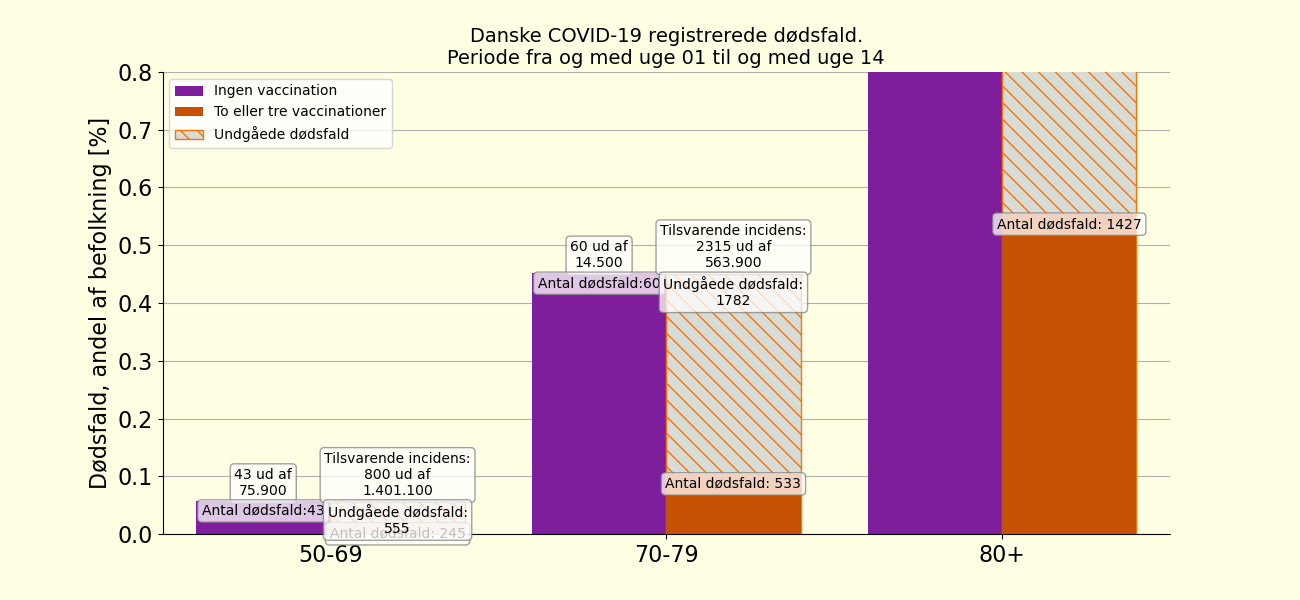 Danske COVID-19 registrerede dødsfald.
Periode fra og med uge 01 til og med uge 14
Dødsfald, andel af befolkning [%]
0.8
0.7
0.6
0.5
0.4
0.3
0.2
0.1
0.0
Ingen vaccination
To eller tre vaccinationer
Undgåede dødsfald
43 ud af
75.900
Antal dødsfald:43
Tilsvarende incidens:
800 ud af
1.401.100
Undgåede dødsfald:
555
Antal dødsfald: 245
60 ud af
14.500
Antal dødsfald:60
Tilsvarende incidens:
2315 ud af
563.900
Undgåede dødsfald:
1782
Antal dødsfald: 533
Antal dødsfald: 1427
50-69
70-79
80+